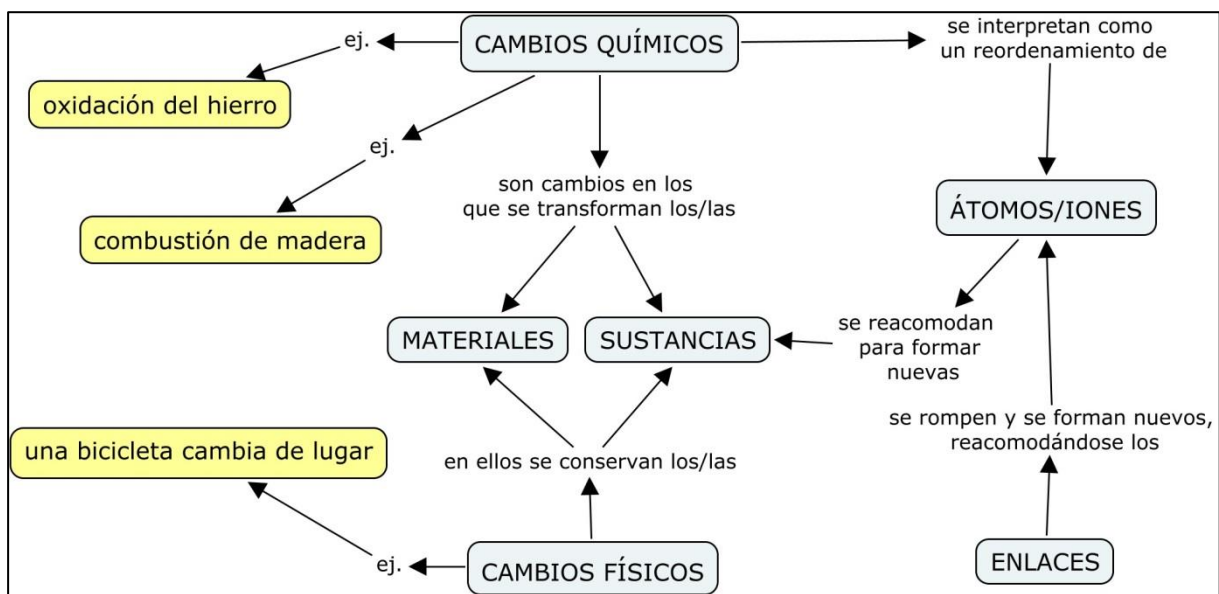 ej.
CAMBIOS QUÍMICOS
se interpretan como
un reordenamiento de
oxidación del hierro
ej.
son cambios en los
que se transforman los/las
ÁTOMOS/IONES
combustión de madera
MATERIALES
SUSTANCIAS
se reacomodan
para formar
nuevas
se rompen y se forman nuevos,
reacomodándose los
una bicicleta cambia de lugar
en ellos se conservan los/las
ej.
CAMBIOS FÍSICOS
ENLACES